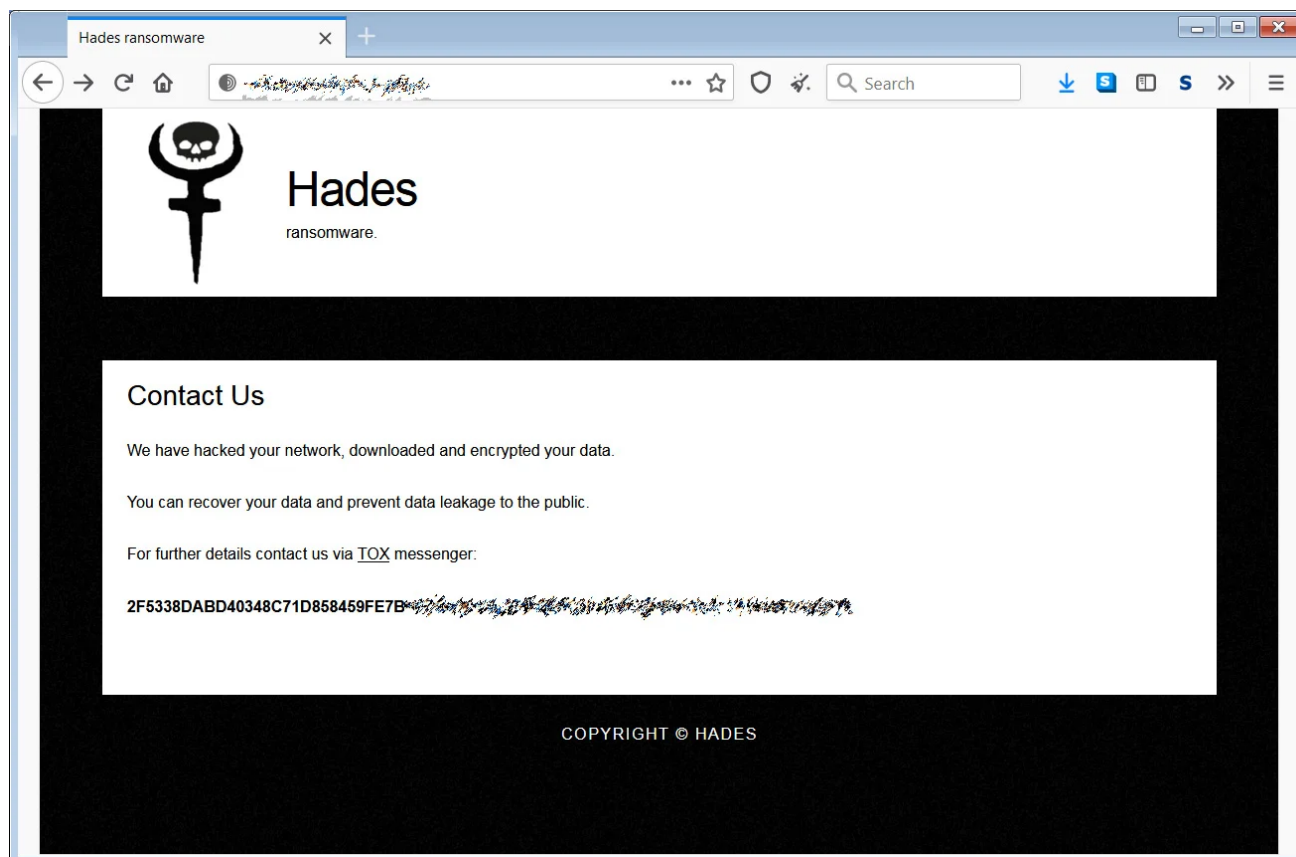 Hades ransomware
Search
Hades
ransomware.
Contact Us
We have hacked your network, downloaded and encrypted your data.
You can recover your data and prevent data leakage to the public.
For further details contact us via TOX messenger:
2F5338DABD40348C71D858459FE7B
COPYRIGHT © HADES